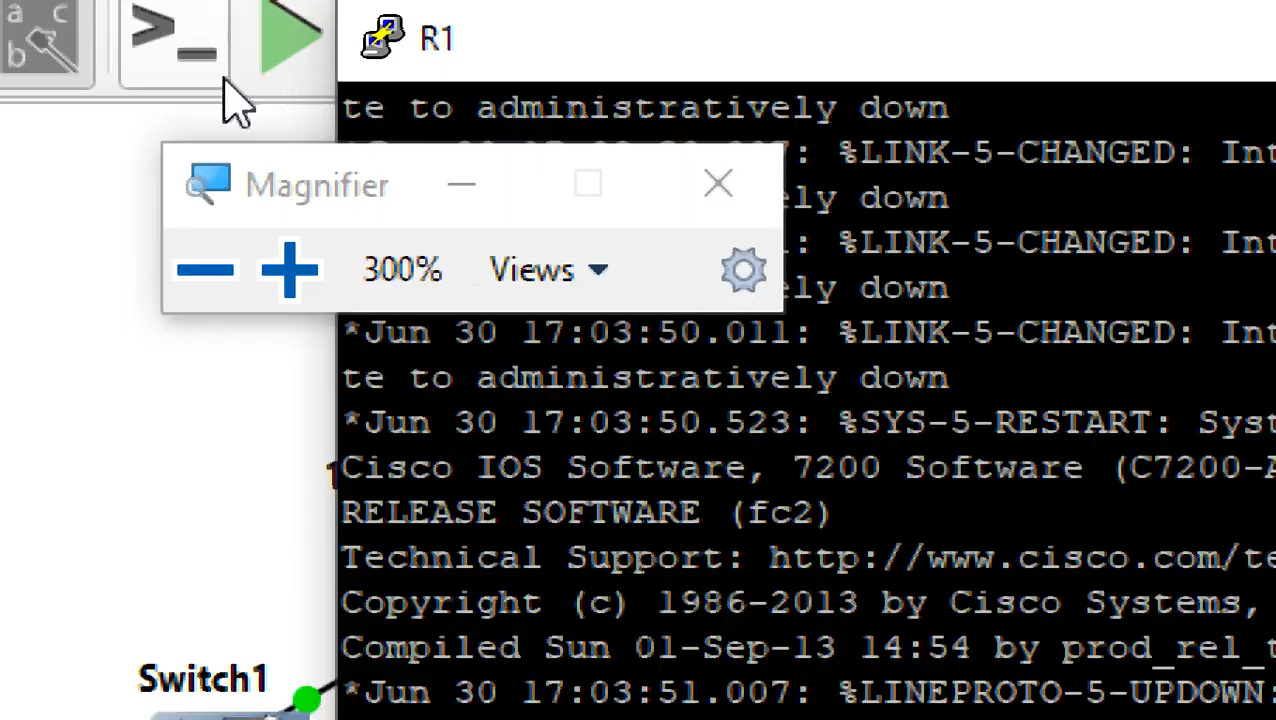 a c
b
>_
R1
te to administratively down
: %LINK-5-CHANGED: Int
Magnifier
ly down
: %LINK-5-CHANGED: Int
300% Views
ly down
*Jun 30 17:03:50.011: %LINK-5-CHANGED: Int
te to administratively down
*Jun 30 17:03:50.523: %SYS-5-RESTART: Syst
Cisco IOS Software, 7200 Software (C7200-A
RELEASE SOFTWARE (fc2)
Technical Support: http://www.cisco.com/te
Copyright (c) 1986-2013 by Cisco Systems,
Compiled Sun 01-Sep-13 14:54 by prod_rel_t
Switch1
*Jun 30 17:03:51.007: %LINEPROTO-5-UPDOWN: